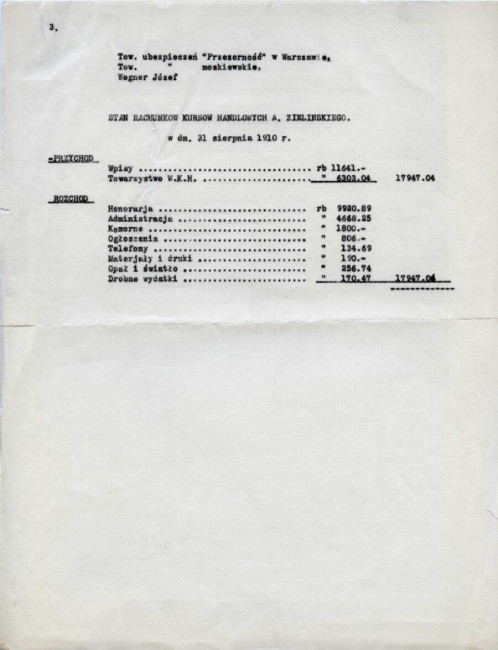 3.
Tow. ubezpieczeń "Przezorność" w Warszawie,
Tow. " moskiewskie,
Wegner Józef
STAN RACHUNKOW KURSOW HANDLOWYCH A. ZIELINSKIEGO.
w dn. 31 sierpnia 1910 r.
PRZYCHOD
Wpisy .................................. rb 11641.-
Towarzystwo W.K.H. ..................... " 6303.04 17947.04
ROZCHOD
Honorarja ............................. rb 9920.89
Administracja ......................... " 4668.25
Komorne ............................... " 1800.-
Ogłoszenia ............................ " 806.-
Telefony .............................. " 134.69
Materjały i druki ..................... " 190.-
Opał i światło ........................ " 256.74
Drobne wydatki ........................ " 170.47 17947.04